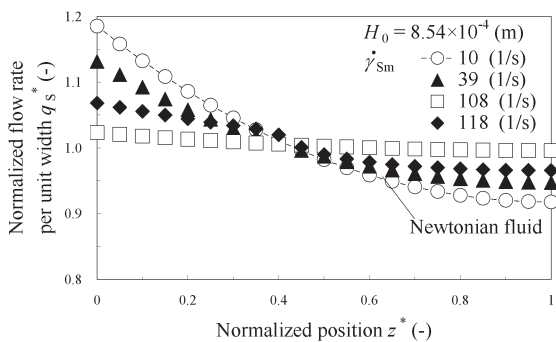 1.2
1.1
1.0
0.9
0.8
Normalized flow rate
per unit width q_S^* (-)
H_0 = 8.54×10^-4 (m)
γ̇_Sm
10 (1/s)
39 (1/s)
108 (1/s)
118 (1/s)
Newtonian fluid
0 0.2 0.4 0.6 0.8 1
Normalized position z^* (-)